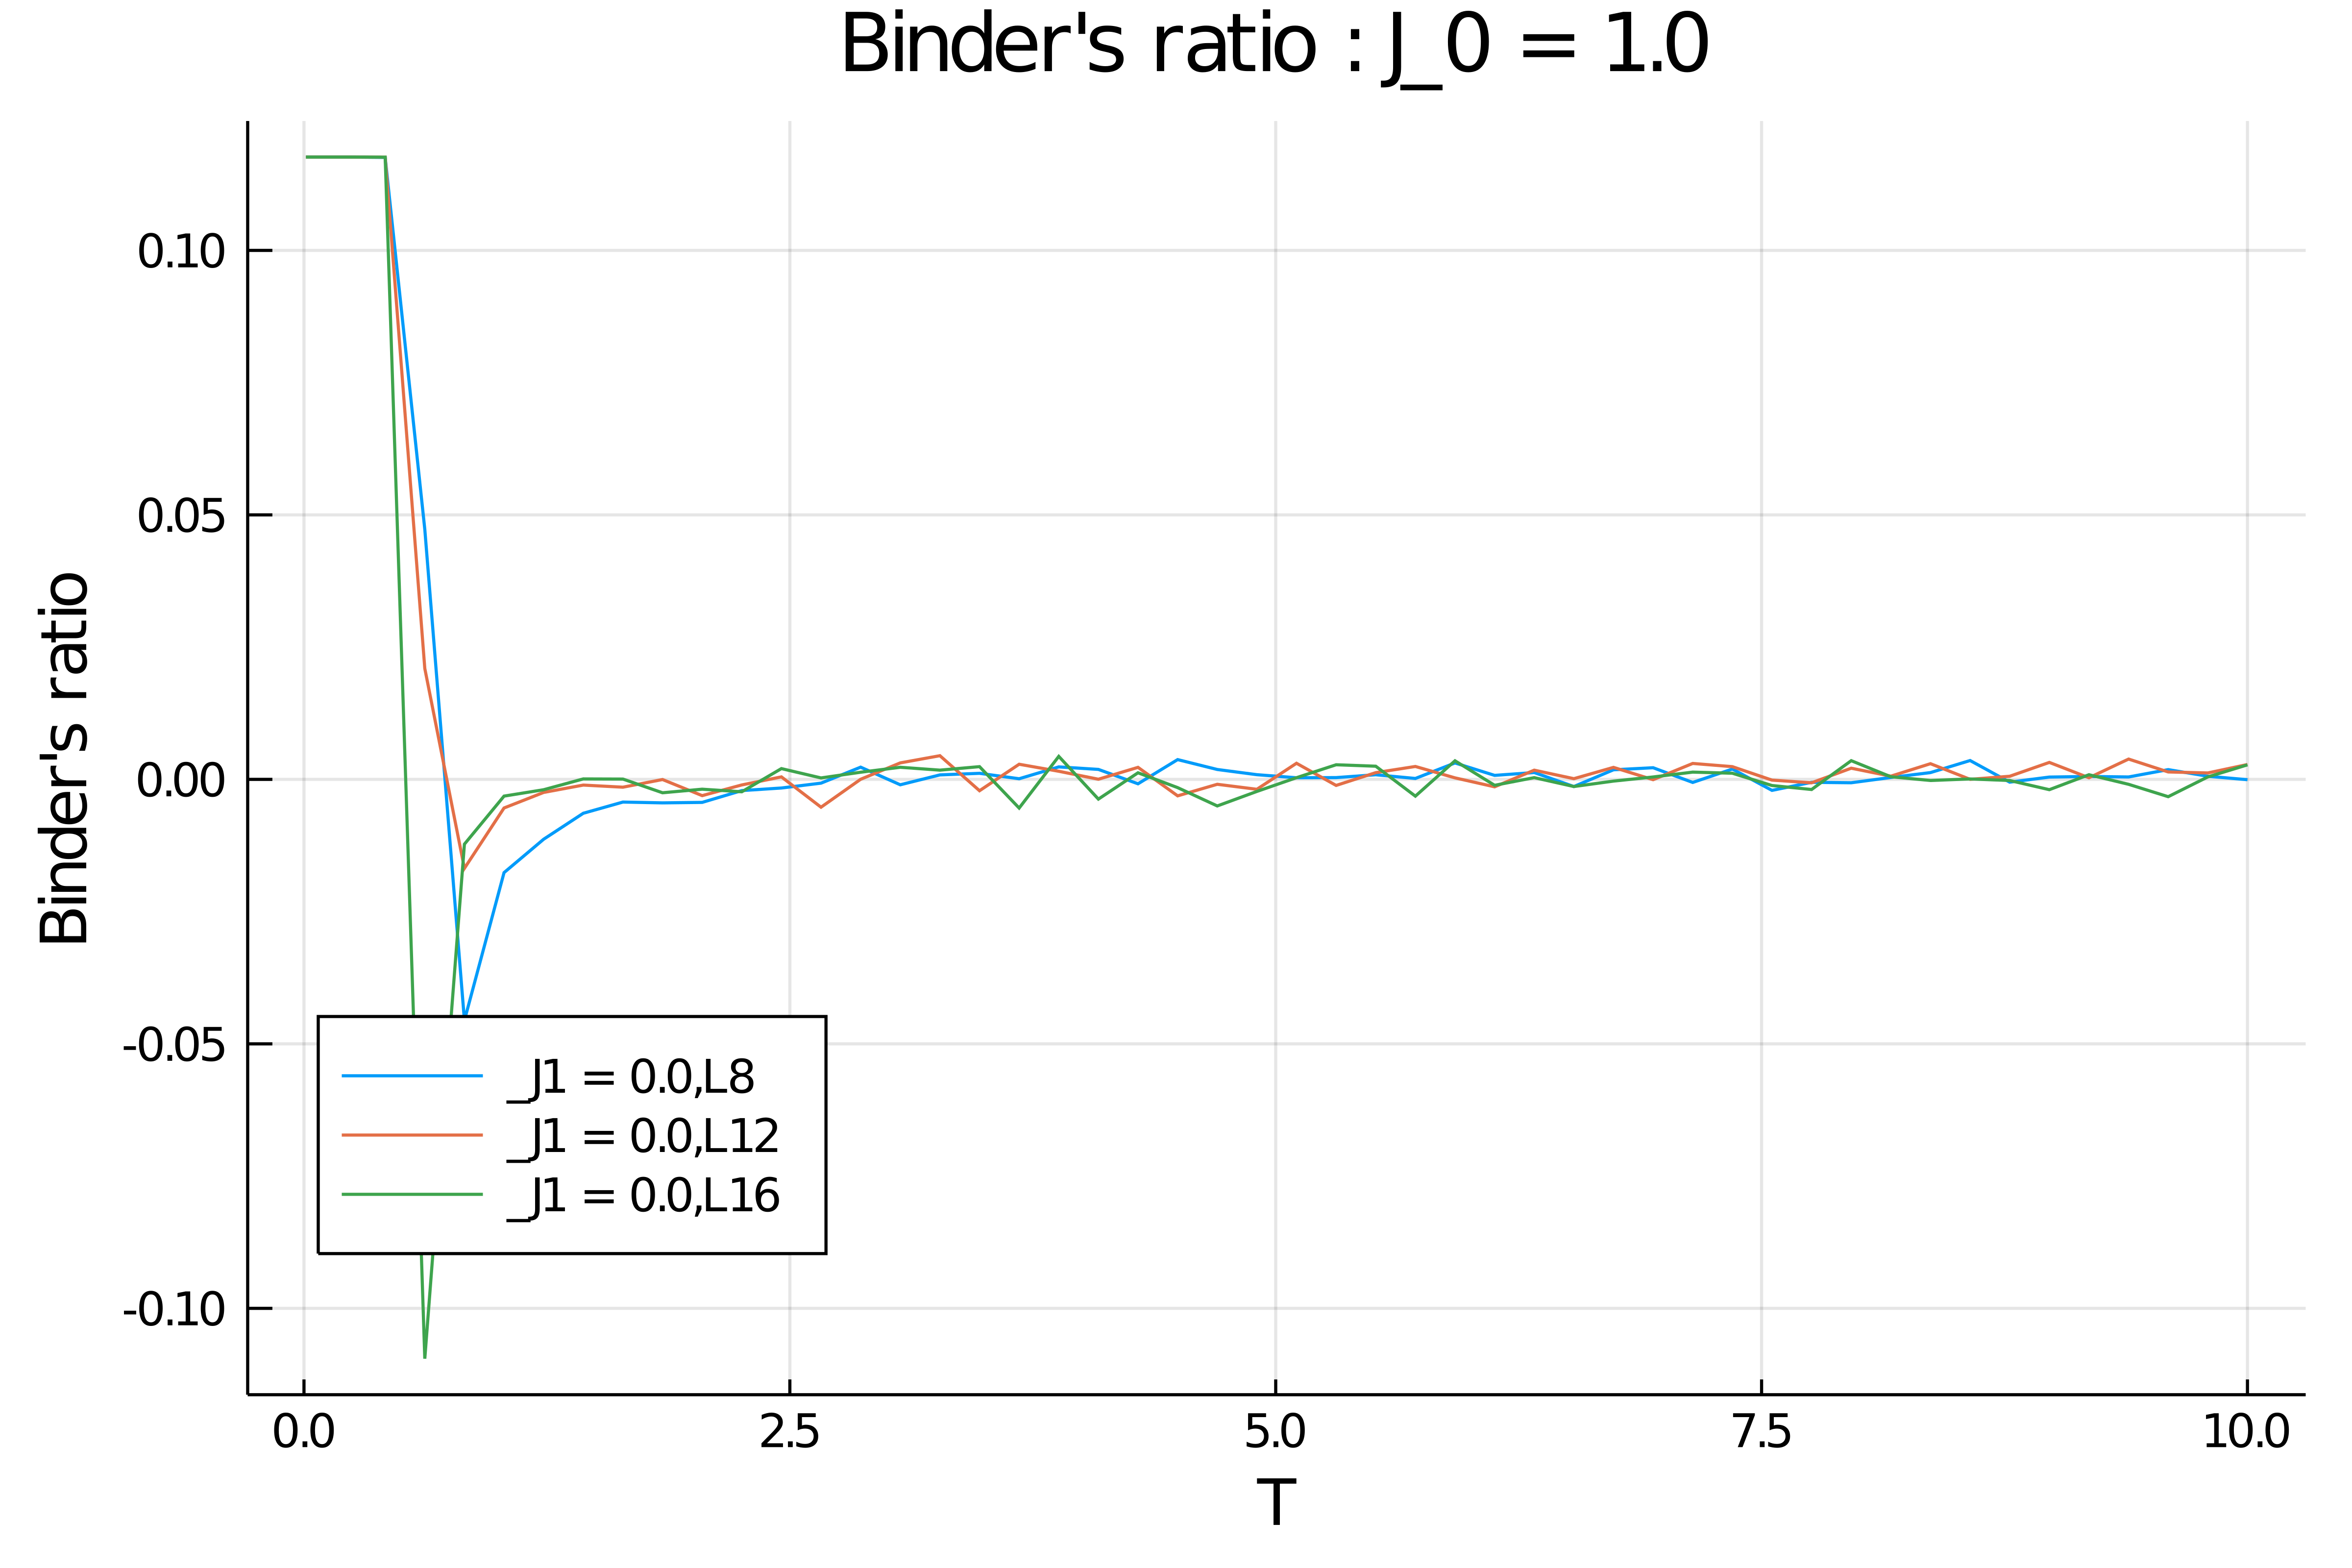 Binder's ratio : J_0 = 1.0
Binder's ratio
0.10
0.05
0.00
-0.05
-0.10
_J1 = 0.0,L8
_J1 = 0.0,L12
_J1 = 0.0,L16
0.0 2.5 5.0 7.5 10.0
T